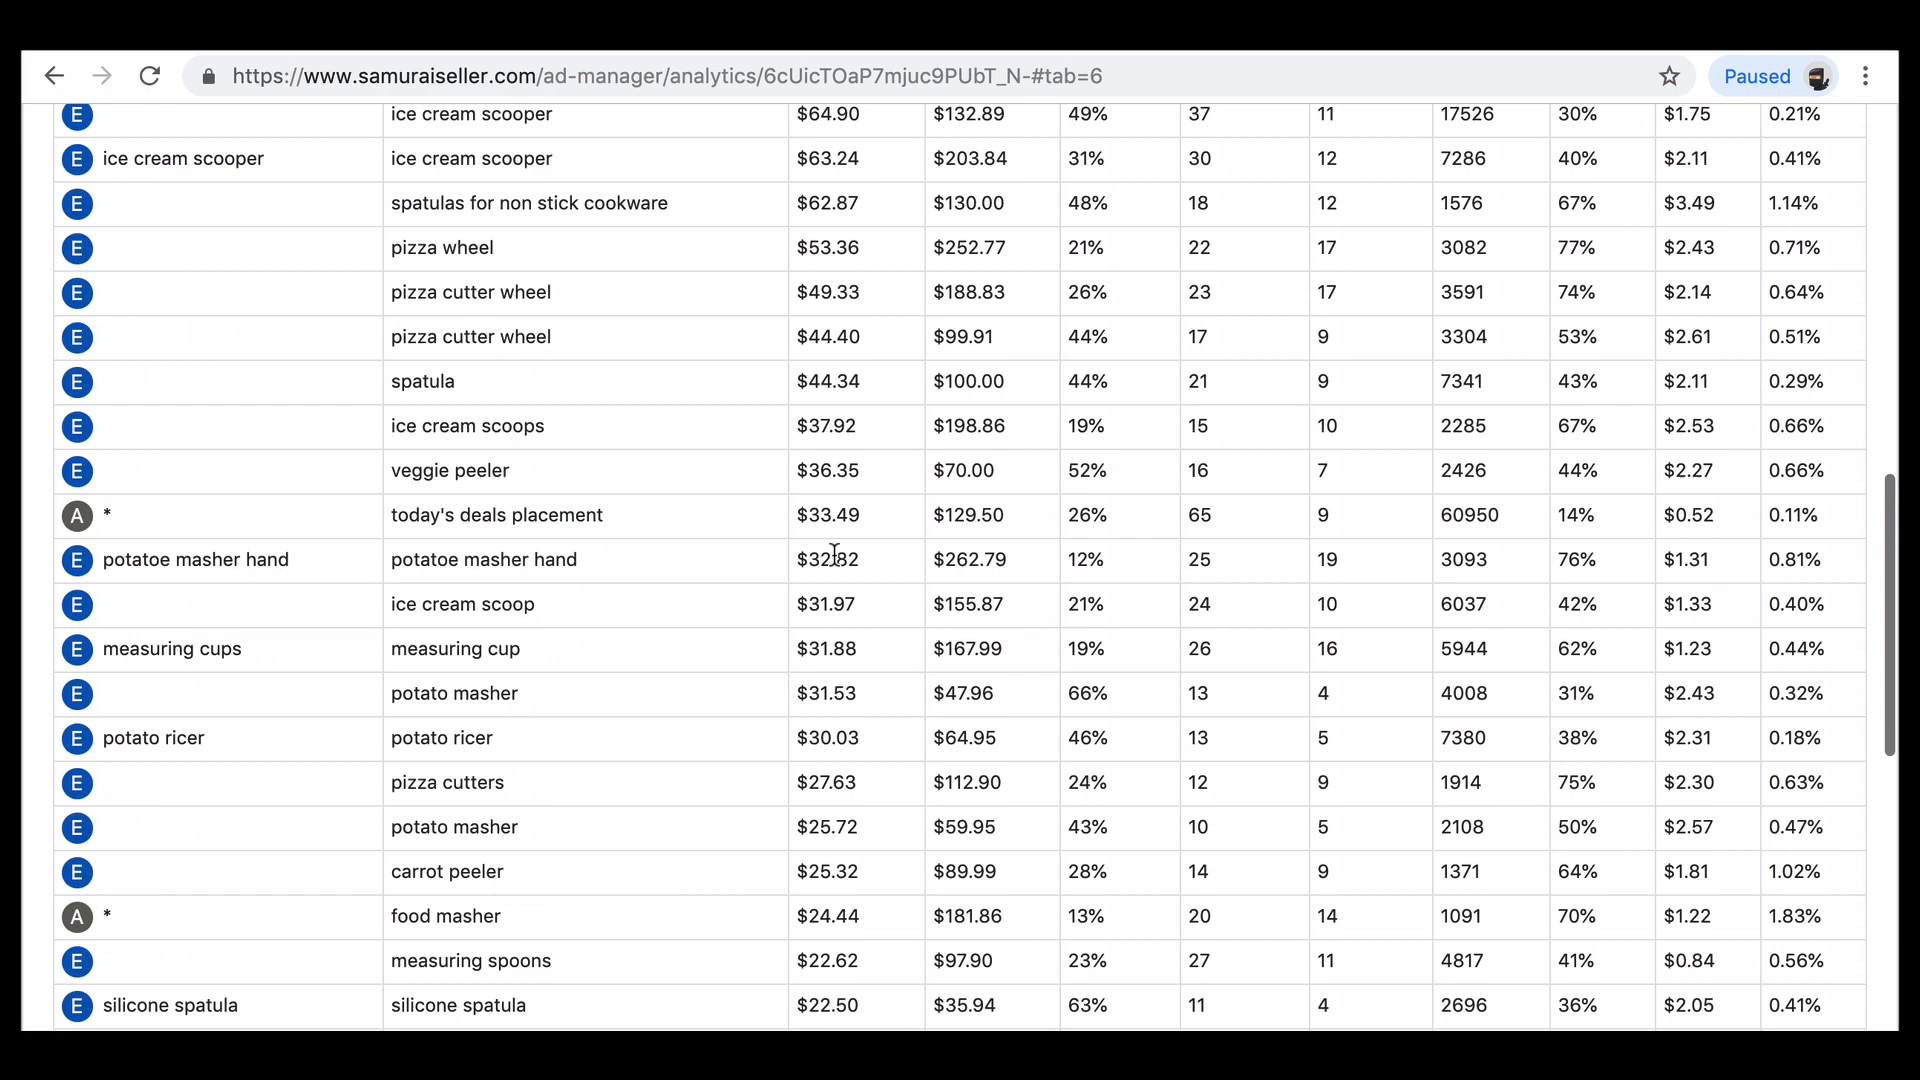 https://www.samuraiseller.com/ad-manager/analytics/6cUicTOaP7mjuc9PUbT_N-#tab=6 Paused
E ice cream scooper $64.90 $132.89 49% 37 11 17526 30% $1.75 0.21%
E ice cream scooper ice cream scooper $63.24 $203.84 31% 30 12 7286 40% $2.11 0.41%
E spatulas for non stick cookware $62.87 $130.00 48% 18 12 1576 67% $3.49 1.14%
E pizza wheel $53.36 $252.77 21% 22 17 3082 77% $2.43 0.71%
E pizza cutter wheel $49.33 $188.83 26% 23 17 3591 74% $2.14 0.64%
E pizza cutter wheel $44.40 $99.91 44% 17 9 3304 53% $2.61 0.51%
E spatula $44.34 $100.00 44% 21 9 7341 43% $2.11 0.29%
E ice cream scoops $37.92 $198.86 19% 15 10 2285 67% $2.53 0.66%
E veggie peeler $36.35 $70.00 52% 16 7 2426 44% $2.27 0.66%
A * today's deals placement $33.49 $129.50 26% 65 9 60950 14% $0.52 0.11%
E potatoe masher hand potatoe masher hand $32.82 $262.79 12% 25 19 3093 76% $1.31 0.81%
E ice cream scoop $31.97 $155.87 21% 24 10 6037 42% $1.33 0.40%
E measuring cups measuring cup $31.88 $167.99 19% 26 16 5944 62% $1.23 0.44%
E potato masher $31.53 $47.96 66% 13 4 4008 31% $2.43 0.32%
E potato ricer potato ricer $30.03 $64.95 46% 13 5 7380 38% $2.31 0.18%
E pizza cutters $27.63 $112.90 24% 12 9 1914 75% $2.30 0.63%
E potato masher $25.72 $59.95 43% 10 5 2108 50% $2.57 0.47%
E carrot peeler $25.32 $89.99 28% 14 9 1371 64% $1.81 1.02%
A * food masher $24.44 $181.86 13% 20 14 1091 70% $1.22 1.83%
E measuring spoons $22.62 $97.90 23% 27 11 4817 41% $0.84 0.56%
E silicone spatula silicone spatula $22.50 $35.94 63% 11 4 2696 36% $2.05 0.41%